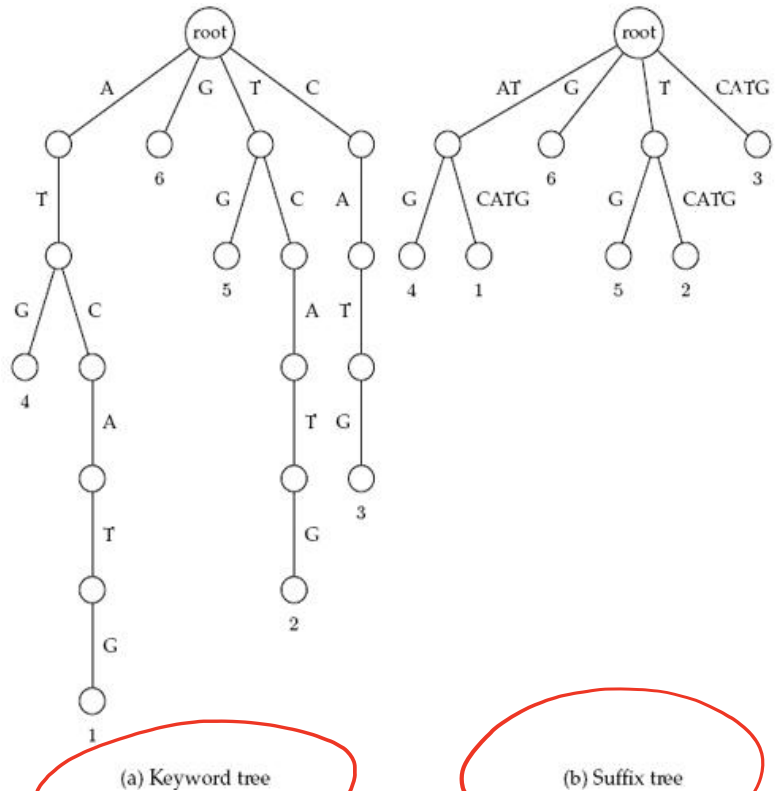 root root
A G T C AT G T CATG
6 6 3
T G C A G CATG G CATG
5 4 1 5 2
G C A T
4
A T G
3
T G
2
G
1
(a) Keyword tree (b) Suffix tree